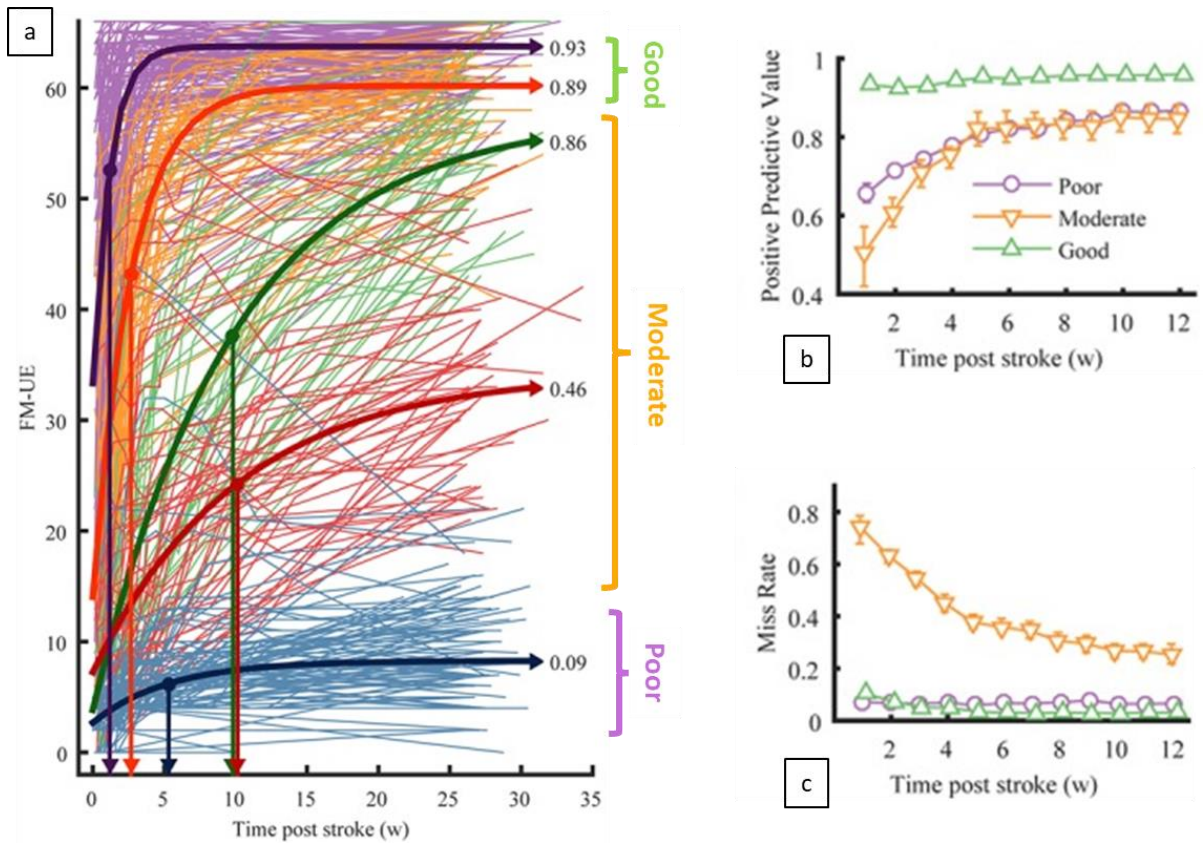 a
FM-UE
60
50
40
30
20
10
0
0 5 10 15 20 25 30 35
Time post stroke (w)
0.93
0.89
0.86
0.46
0.09
Good
Moderate
Poor
Positive Predictive Value
1
0.8
0.6
0.4
Poor
Moderate
Good
2 4 6 8 10 12
Time post stroke (w)
b
Miss Rate
0.8
0.6
0.4
0.2
0
2 4 6 8 10 12
Time post stroke (w)
c